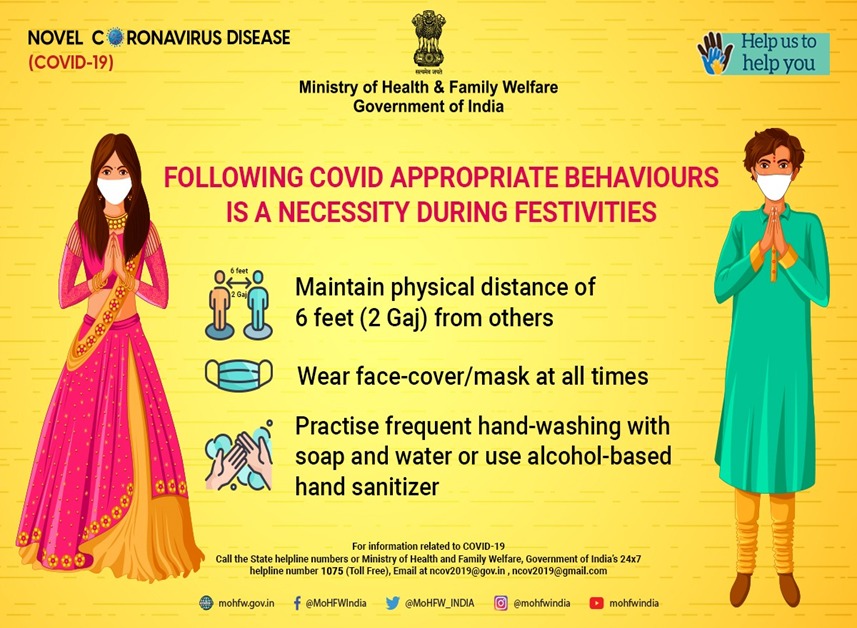 NOVEL CORONAVIRUS DISEASE
(COVID-19)
सत्यमेव जयते
Ministry of Health & Family Welfare
Government of India
Help us to
help you
FOLLOWING COVID APPROPRIATE BEHAVIOURS
IS A NECESSITY DURING FESTIVITIES
6 feet
2 Gaj
Maintain physical distance of
6 feet (2 Gaj) from others
Wear face-cover/mask at all times
Practise frequent hand-washing with
soap and water or use alcohol-based
hand sanitizer
For information related to COVID-19
Call the State helpline numbers or Ministry of Health and Family Welfare, Government of India's 24x7
helpline number 1075 (Toll Free), Email at ncov2019@gov.in , ncov2019@gmail.com
mohfw.gov.in @MoHFWIndia @MoHFW_INDIA @mohfwindia mohfwindia